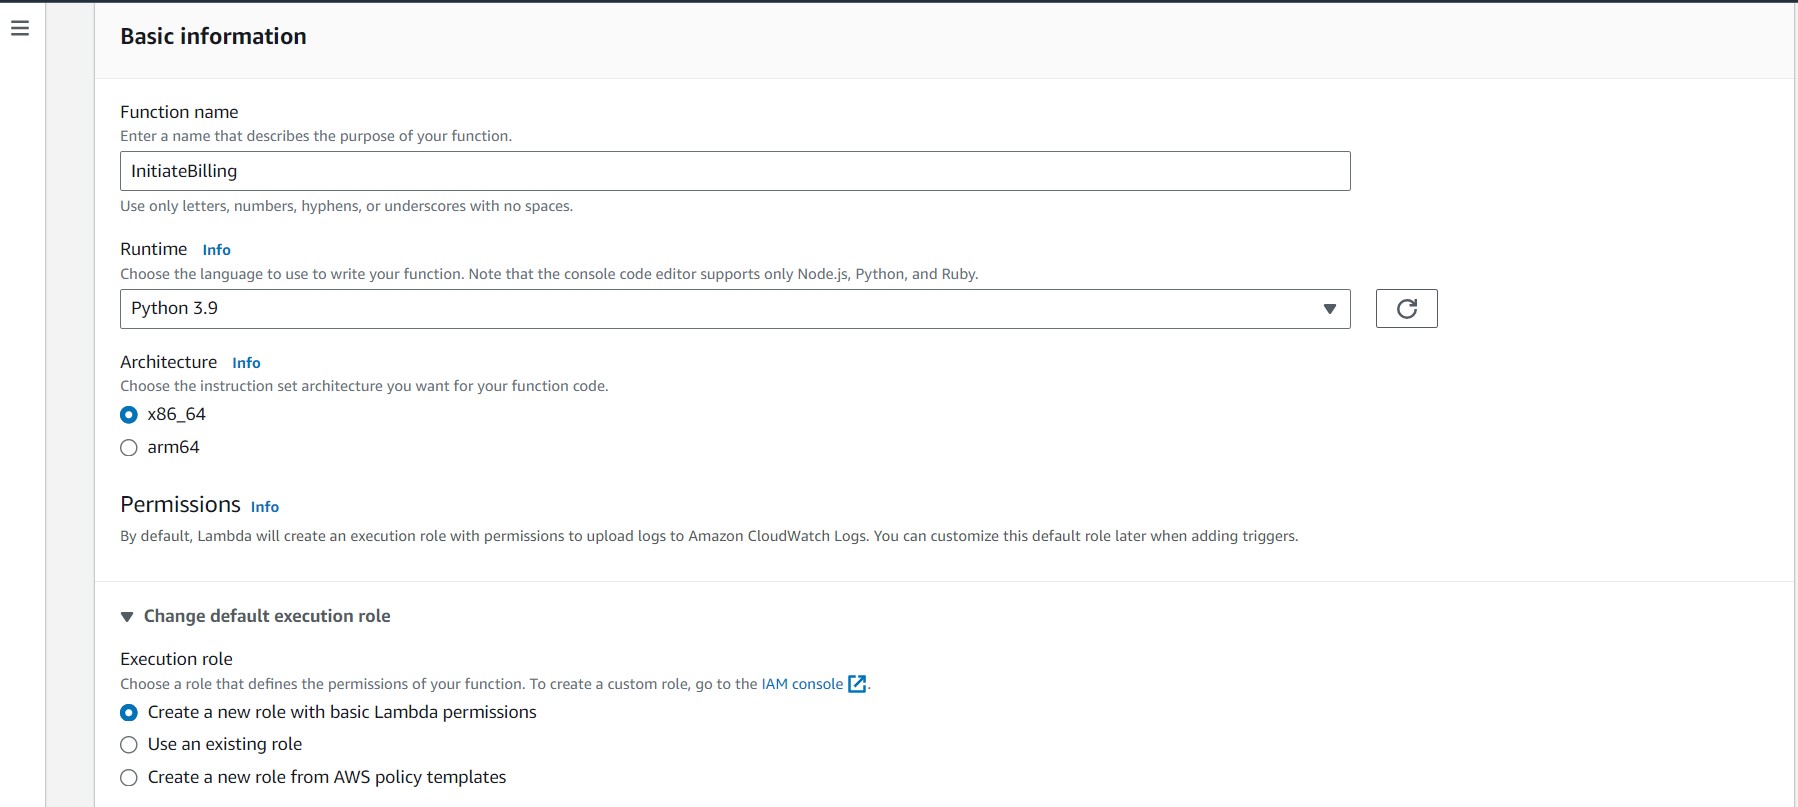 Basic information
Function name
Enter a name that describes the purpose of your function.
InitiateBilling
Use only letters, numbers, hyphens, or underscores with no spaces.
Runtime Info
Choose the language to use to write your function. Note that the console code editor supports only Node.js, Python, and Ruby.
Python 3.9
Architecture Info
Choose the instruction set architecture you want for your function code.
x86_64
arm64
Permissions Info
By default, Lambda will create an execution role with permissions to upload logs to Amazon CloudWatch Logs. You can customize this default role later when adding triggers.
Change default execution role
Execution role
Choose a role that defines the permissions of your function. To create a custom role, go to the IAM console.
Create a new role with basic Lambda permissions
Use an existing role
Create a new role from AWS policy templates